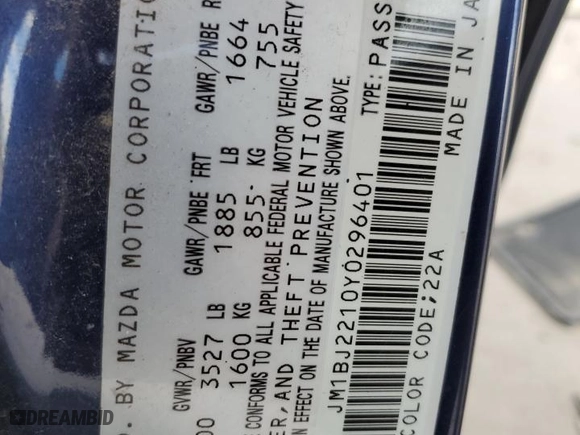 D. BY MAZDA MOTOR CORPORATIO
GVWR/PNBV GAWR/PNBE FRT GAWR/PNBE R
00 3527 LB 1885 LB 1664
1600 KG 855- KG 755
CONFORMS TO ALL APPLICABLE FEDERAL MOTOR VEHICLE SAFETY
ER, AND THEFT PREVENTION
N EFFECT ON THE DATE OF MANUFACTURE SHOWN ABOVE.
JM1BJ2210Y0296401 TYPE: PASS
COLOR CODE;22A MADE IN JA
DREAMBID